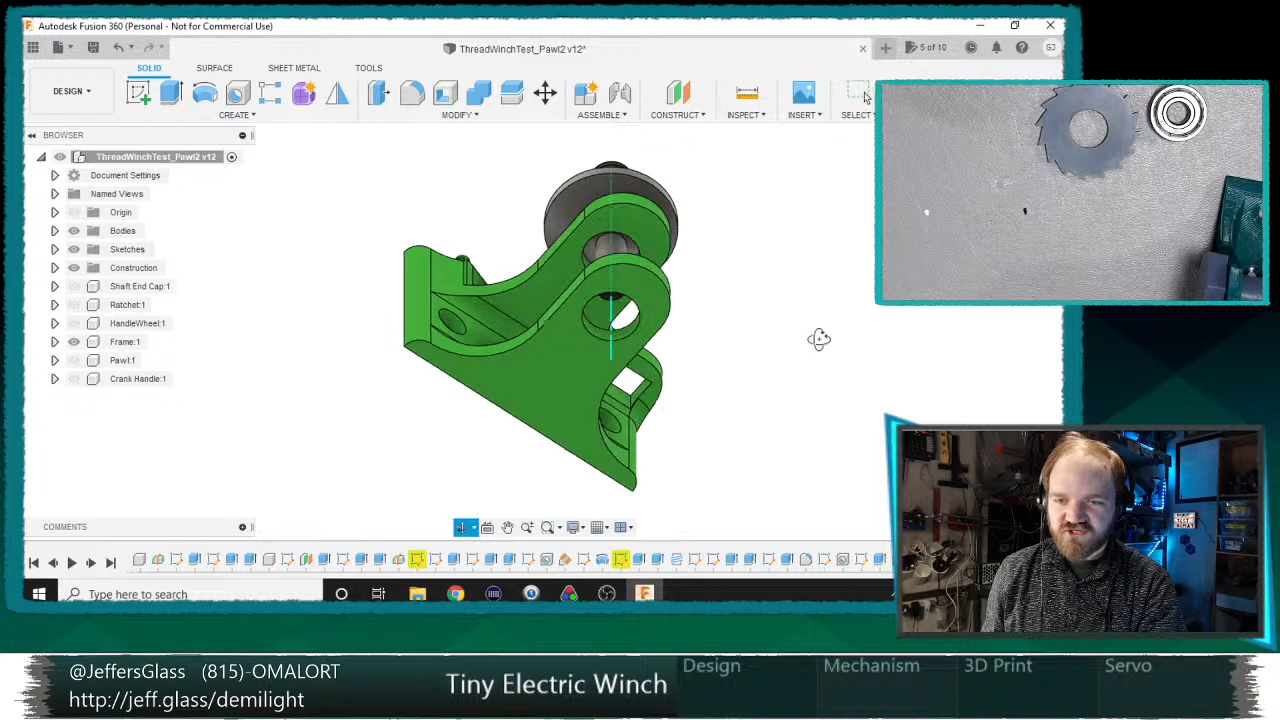 Autodesk Fusion 360 (Personal - Not for Commercial Use)
ThreadWinchTest_Pawl2 v12*
5 of 10
GJ
DESIGN
SOLID
SURFACE
SHEET METAL
TOOLS
CREATE
MODIFY
ASSEMBLE
CONSTRUCT
INSPECT
INSERT
SELECT
BROWSER
ThreadWinchTest_Pawl2 v12
Document Settings
Named Views
Origin
Bodies
Sketches
Construction
Shaft End Cap:1
Ratchet:1
HandleWheel:1
Frame:1
Pawl:1
Crank Handle:1
COMMENTS
Type here to search
@JeffersGlass (815)-OMALORT
http://jeff.glass/demilight
Tiny Electric Winch
Design
Mechanism
3D Print
Servo